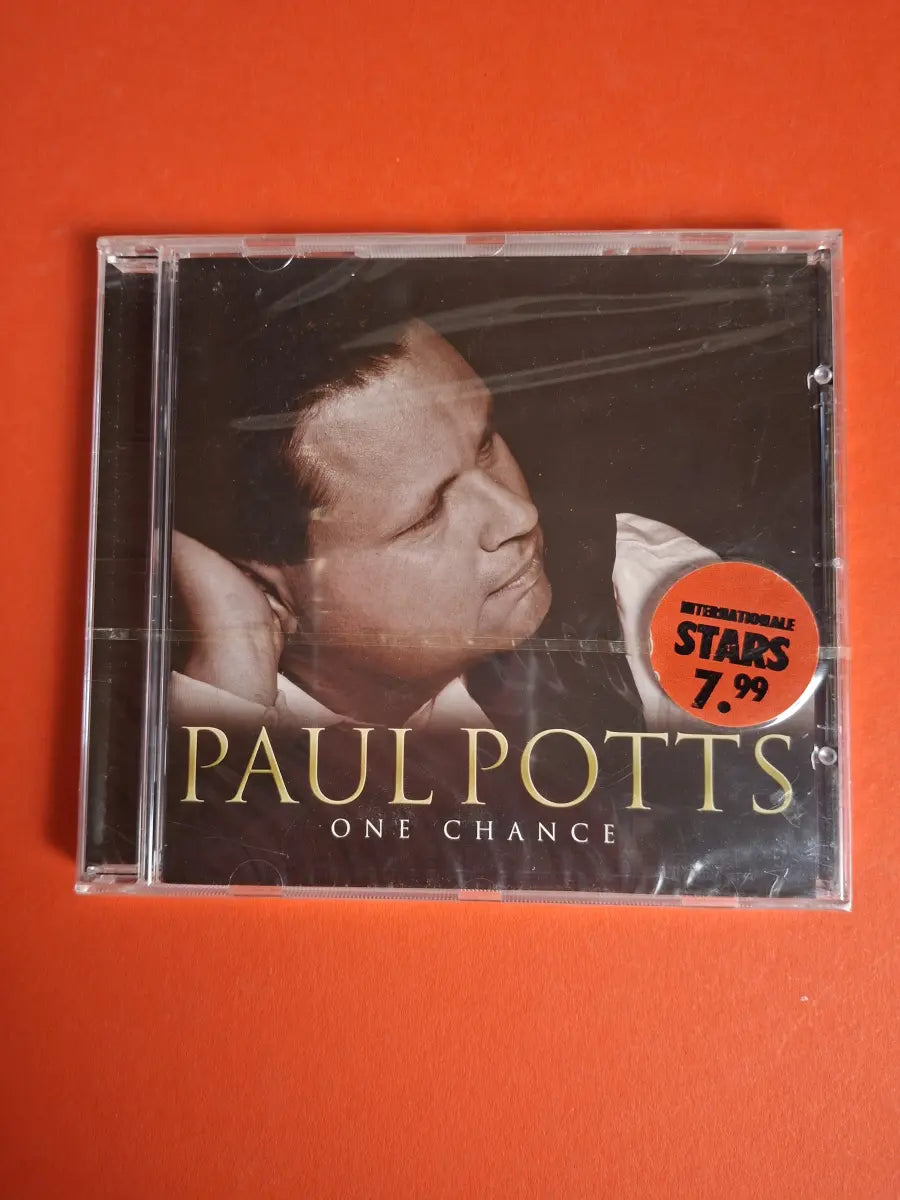 INTERNATIONALE
STARS
7.99
PAUL POTTS
ONE CHANCE